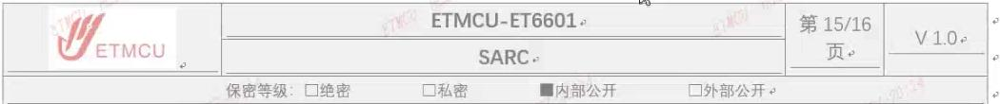 ETMCU
ETMCU-ET6601
SARC
第 15/16
页
V 1.0
保密等级: □绝密 □私密 ■内部公开 □外部公开